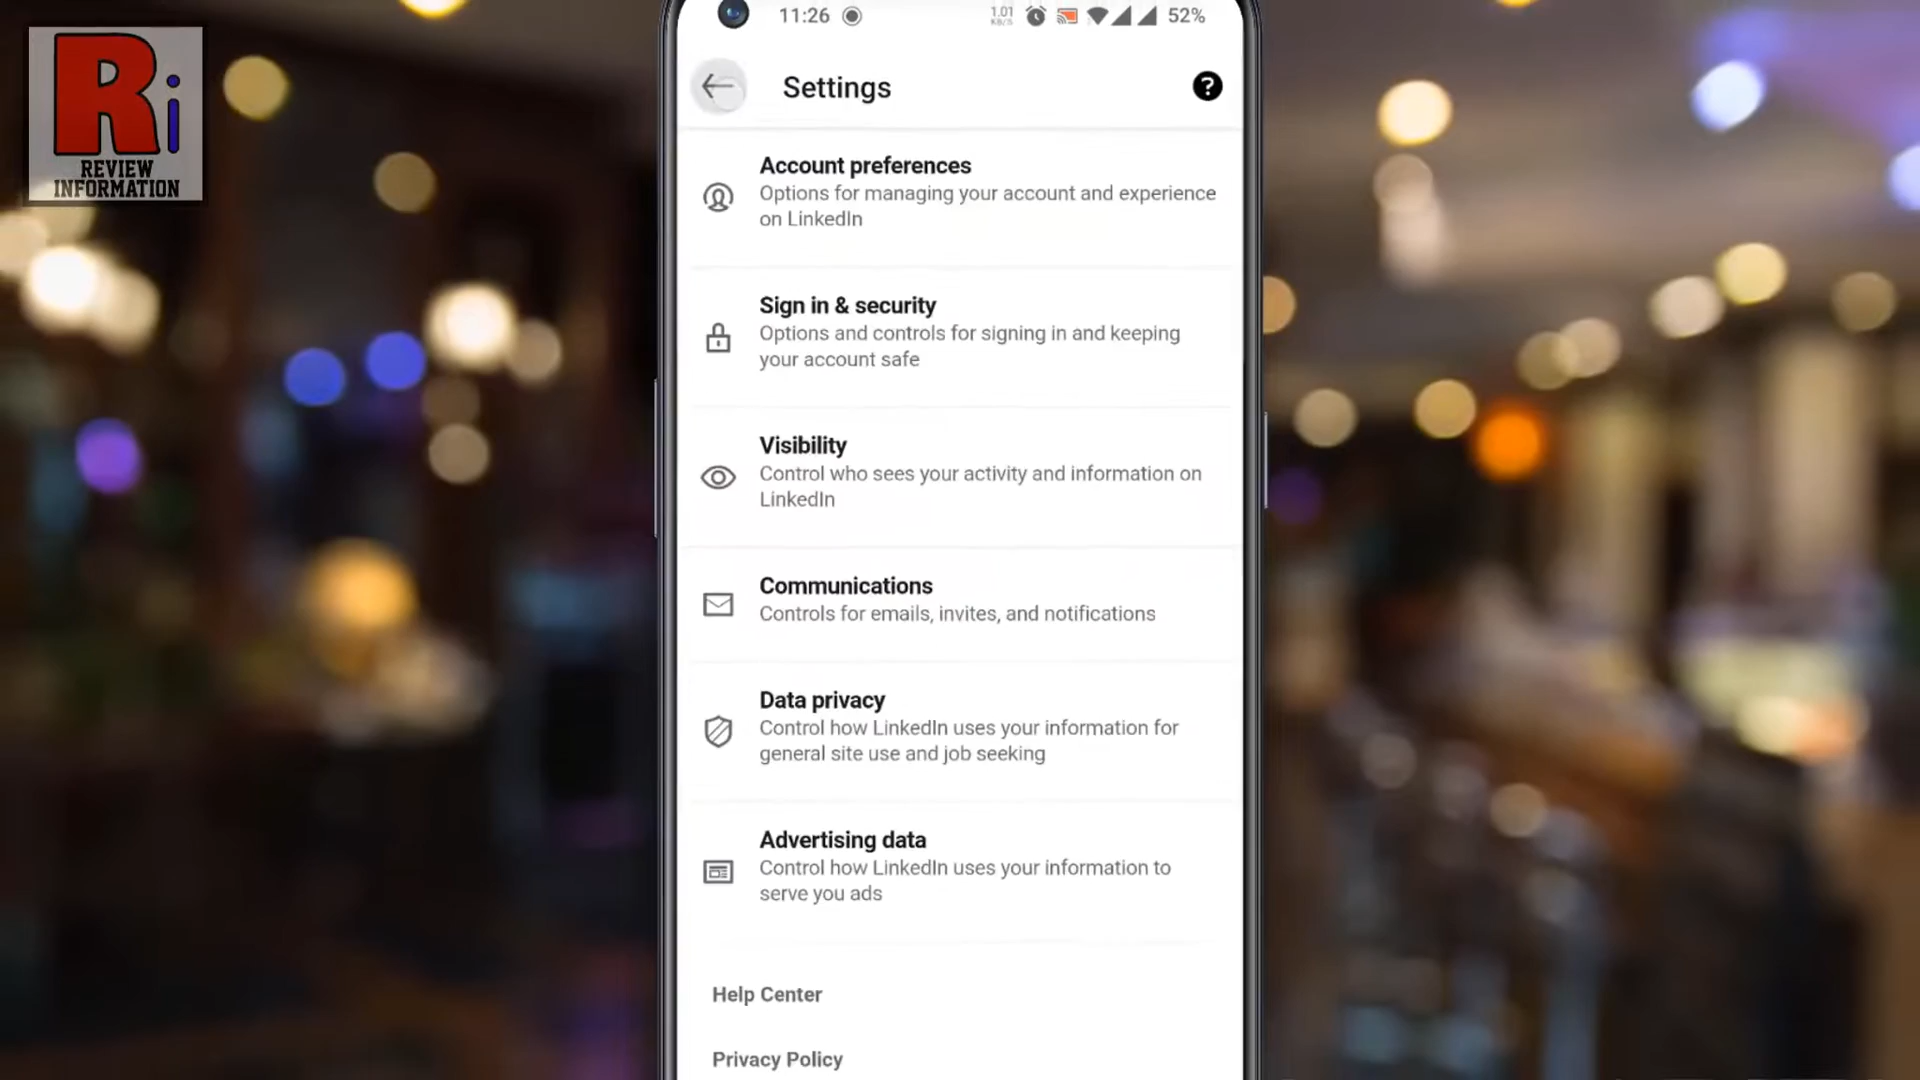 Ri
REVIEW
INFORMATION
11:26
1.01
KB/S
52%
Settings
?
Account preferences
Options for managing your account and experience
on LinkedIn
Sign in & security
Options and controls for signing in and keeping
your account safe
Visibility
Control who sees your activity and information on
LinkedIn
Communications
Controls for emails, invites, and notifications
Data privacy
Control how LinkedIn uses your information for
general site use and job seeking
Advertising data
Control how LinkedIn uses your information to
serve you ads
Help Center
Privacy Policy